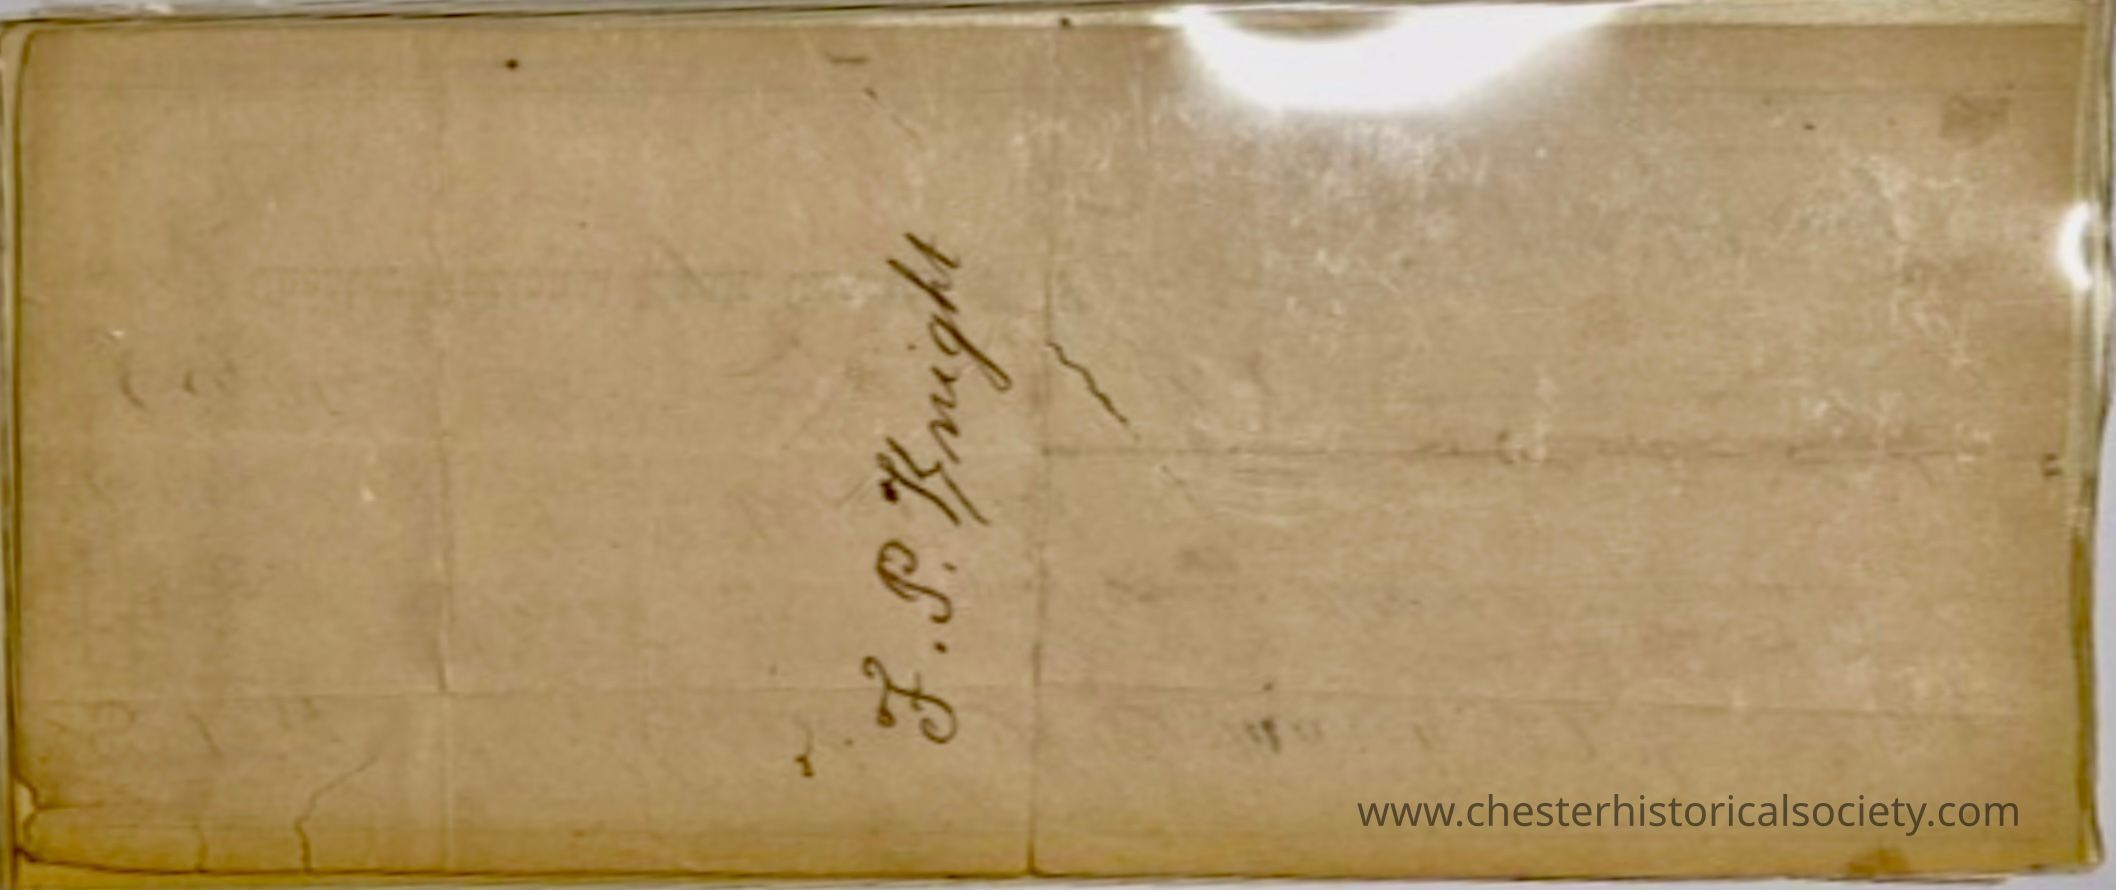 F. P. Knight
www.chesterhistoricalsociety.com